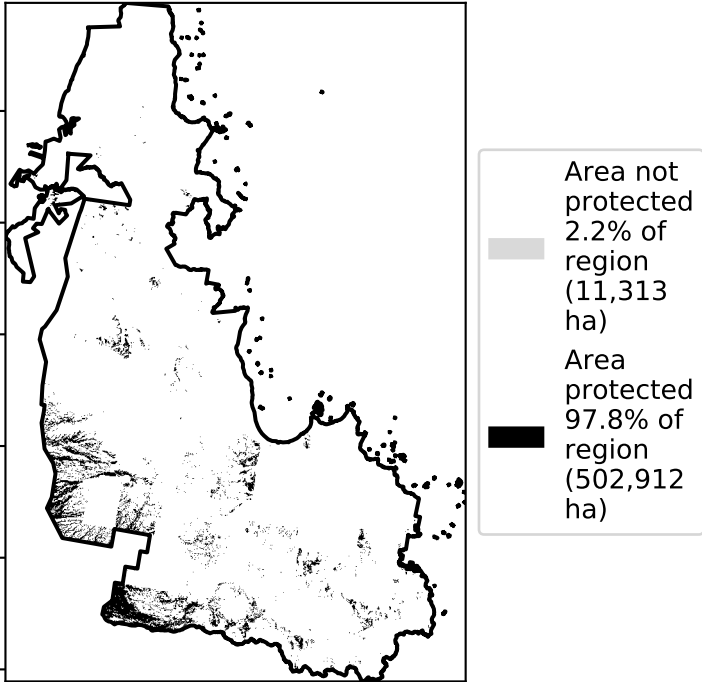 Area not
protected
2.2% of
region
(11,313
ha)
Area
protected
97.8% of
region
(502,912
ha)